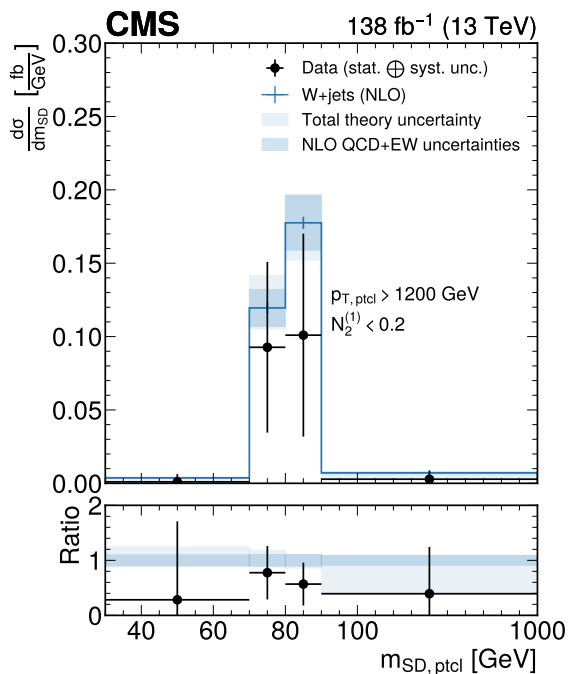 CMS 138 fb⁻¹ (13 TeV)
dσ/dm_SD [fb/GeV]
0.30
0.25
0.20
0.15
0.10
0.05
0.00
Data (stat. ⊕ syst. unc.)
W+jets (NLO)
Total theory uncertainty
NLO QCD+EW uncertainties
p_T, ptcl > 1200 GeV
N₂⁽¹⁾ < 0.2
Ratio
2
1
0
40 60 80 100 1000
m_SD, ptcl [GeV]